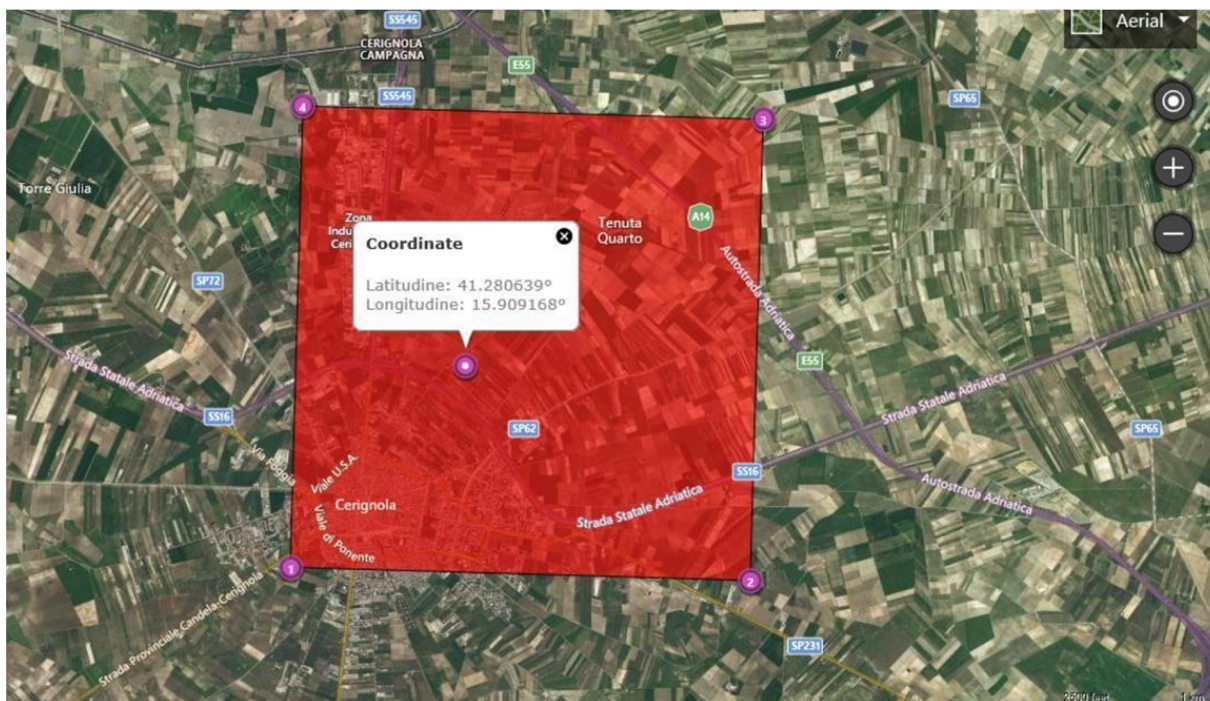 SS545
Aerial
CERIGNOLA
CAMPAGNA
E55
4
SS545
SP65
3
Torre Giulia
Zona
Tenuta
Quarto
A14
Coordinate
Latitudine: 41.280639°
Longitudine: 15.909168°
Autostrada Adriatica
SP72
Strada Statale Adriatica
E55
Strada Statale Adriatica
SS16
SP62
SP65
Via Foggia
Viale U.S.A.
SS16
Autostrada Adriatica
Cerignola
Strada Statale Adriatica
Viale di Ponente
1
2
Strada Provinciale Candela-Cerignola
SP231
2500 feet
1 km